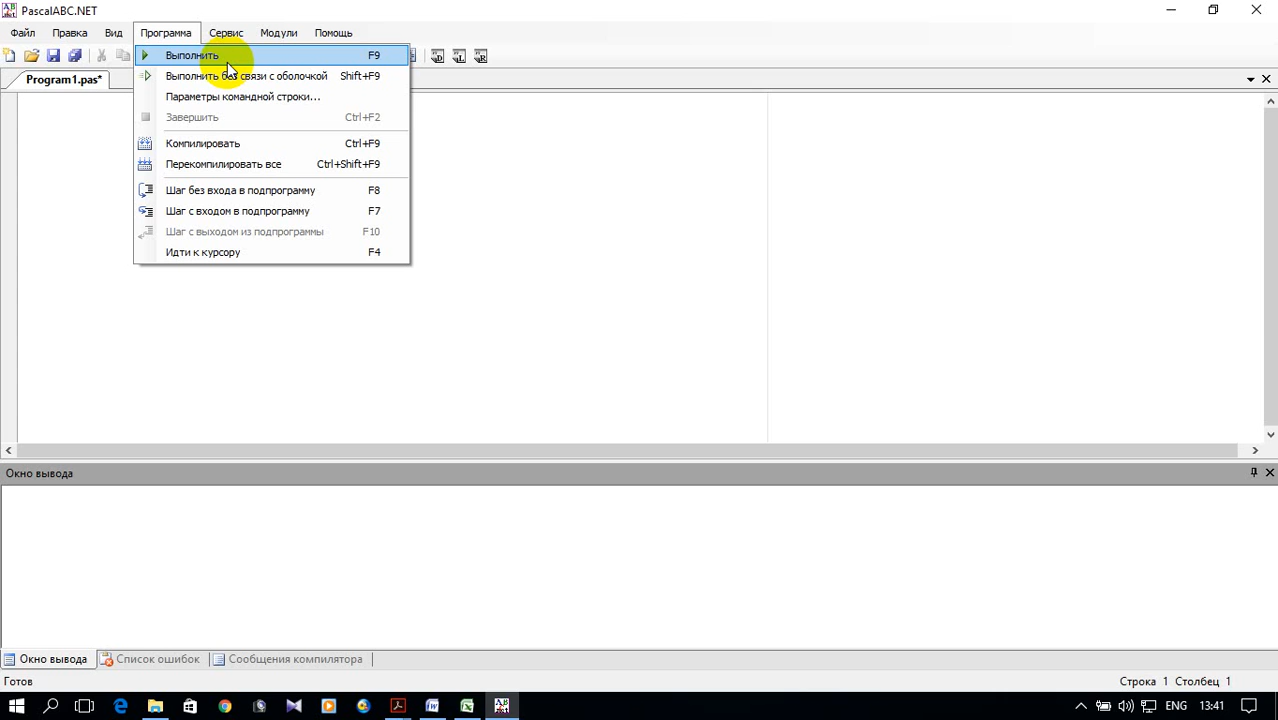 PascalABC.NET
Файл Правка Вид Программа Сервис Модули Помощь
Program1.pas*
Выполнить F9
Выполнить без связи с оболочкой Shift+F9
Параметры командной строки...
Завершить Ctrl+F2
Компилировать Ctrl+F9
Перекомпилировать все Ctrl+Shift+F9
Шаг без входа в подпрограмму F8
Шаг с входом в подпрограмму F7
Шаг с выходом из подпрограммы F10
Идти к курсору F4
Окно вывода
Окно вывода Список ошибок Сообщения компилятора
Готов Строка 1 Столбец 1
ENG 13:41